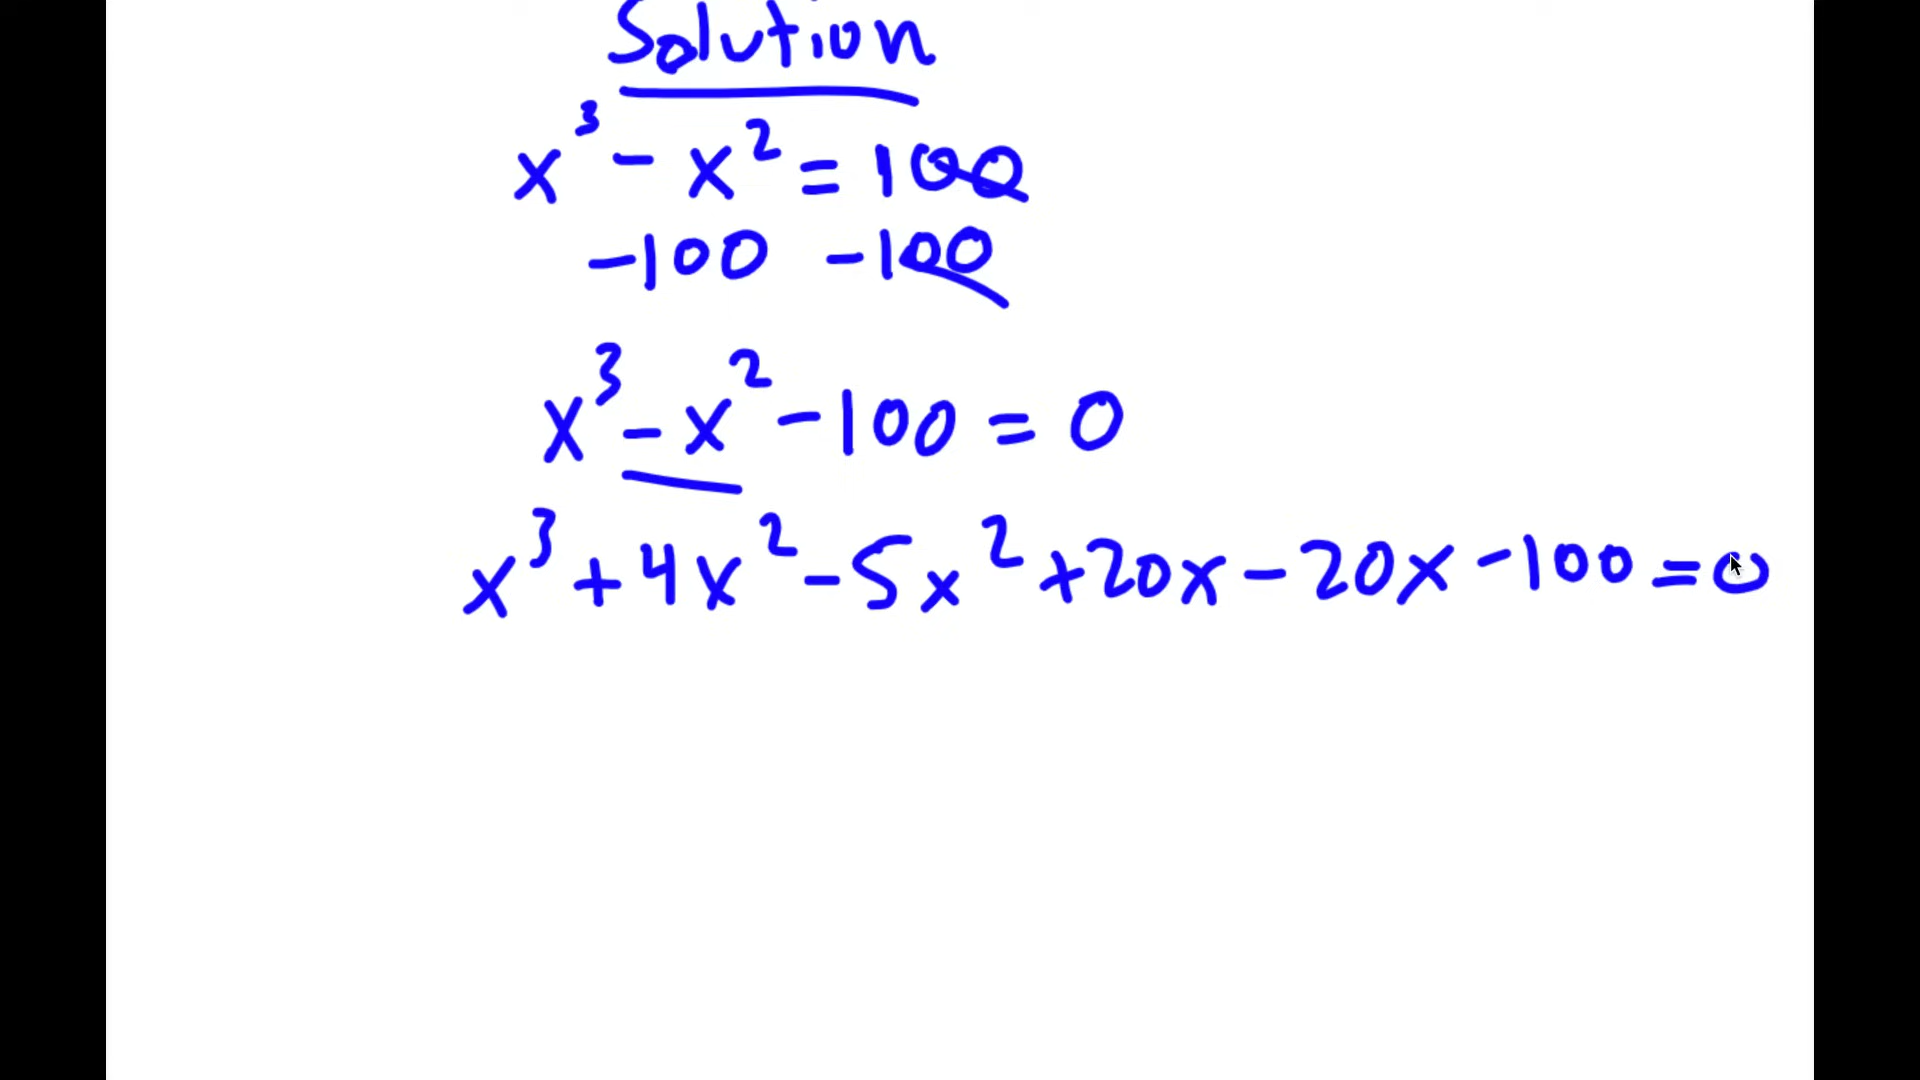 Solution
x³ - x² = 100
-100 -100
x³ - x² - 100 = 0
x³ + 4x² - 5x² + 20x - 20x - 100 = 0